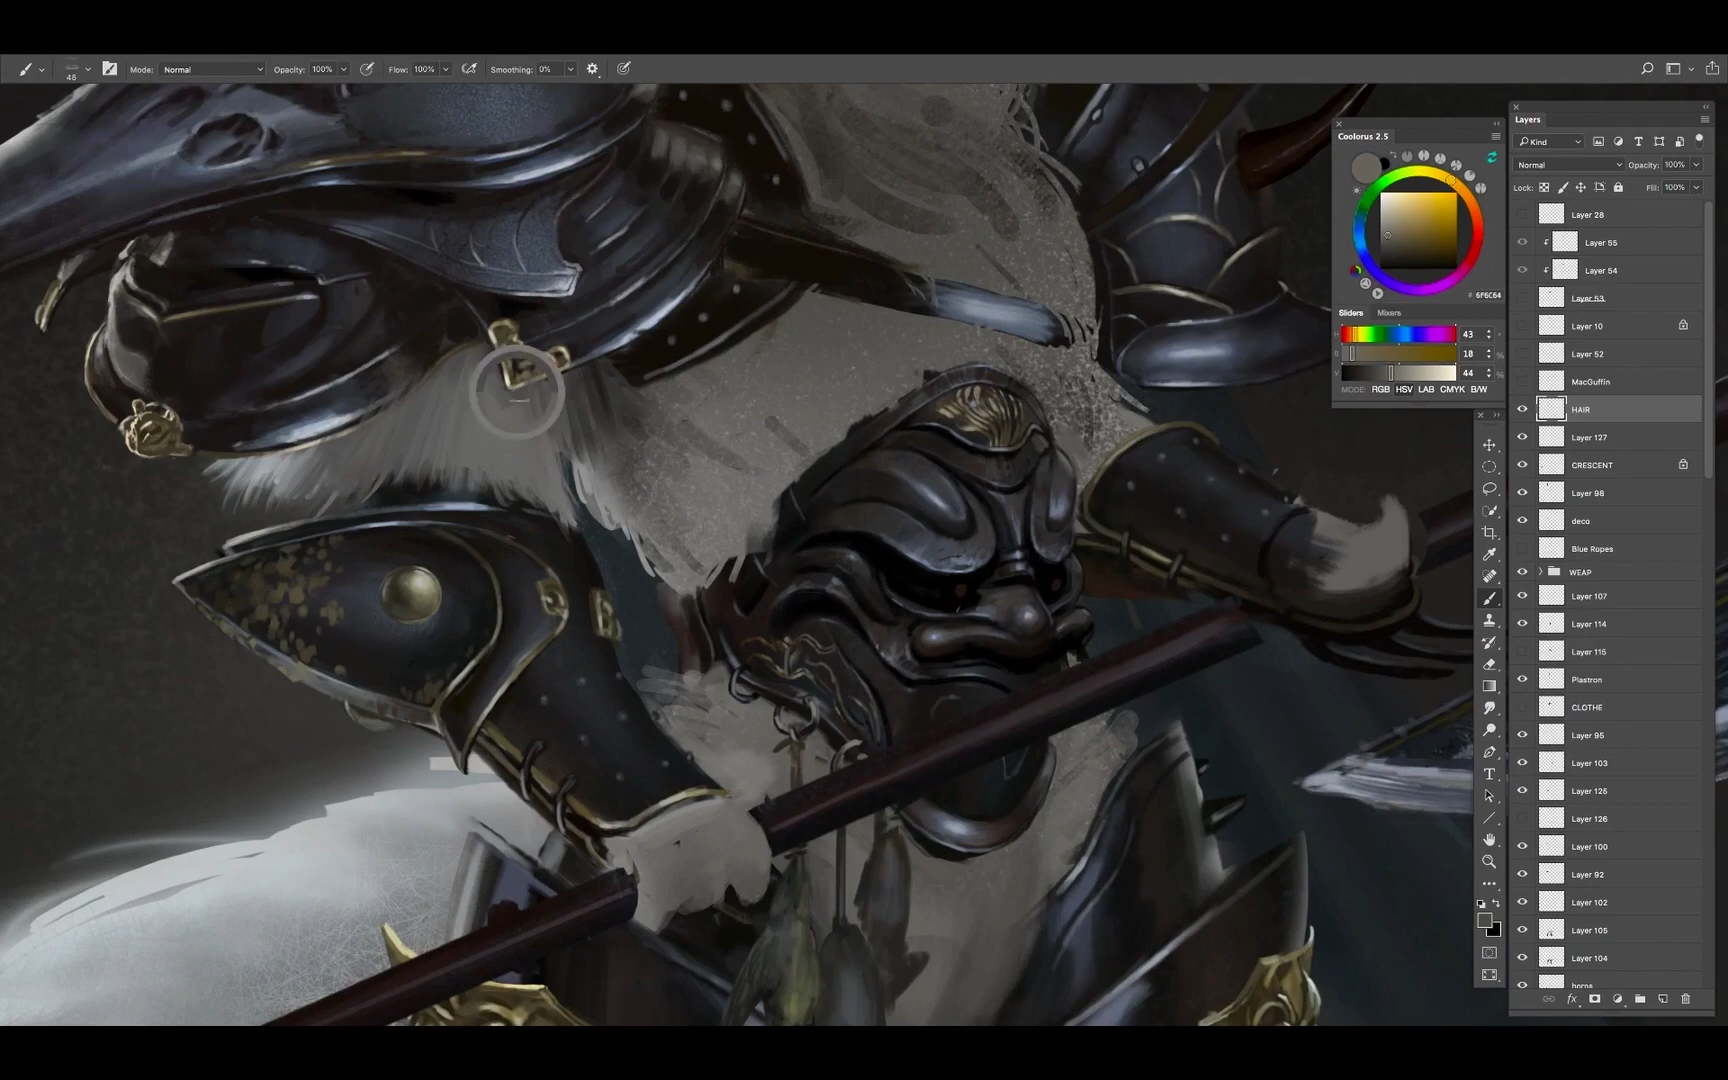 45
Mode: Normal
Opacity: 100%
Flow: 100%
Smoothing: 0%
Coolorus 2.5
# 6F6C64
Sliders
Mixers
H 43 °
10 %
V 44 %
MODE: RGB HSV LAB CMYK B/W
Layers
Kind
Normal
Opacity: 100%
Lock:
Fill: 100%
Layer 28
Layer 55
Layer 54
Layer 53
Layer 10
Layer 52
MacGuffin
HAIR
Layer 127
CRESCENT
Layer 98
deco
Blue Ropes
WEAP
Layer 107
Layer 114
Layer 115
Plastron
CLOTHE
Layer 95
Layer 103
Layer 125
Layer 126
Layer 100
Layer 92
Layer 102
Layer 105
Layer 104
horns
fx